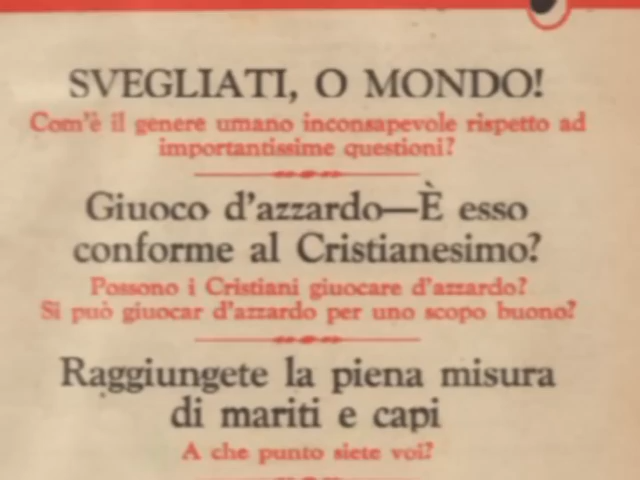 SVEGLIATI, O MONDO!
Com'è il genere umano inconsapevole rispetto ad
importantissime questioni?
Giuoco d'azzardo—È esso
conforme al Cristianesimo?
Possono i Cristiani giuocare d'azzardo?
Si può giuocar d'azzardo per uno scopo buono?
Raggiungete la piena misura
di mariti e capi
A che punto siete voi?